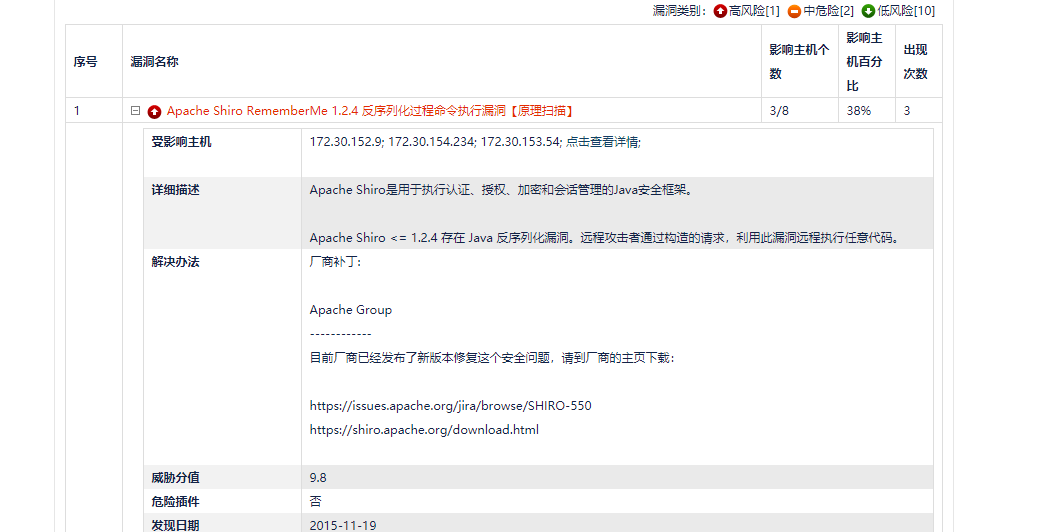 漏洞类别: 高风险[1] 中危险[2] 低风险[10]
序号 漏洞名称 影响主机个数 影响主机百分比 出现次数
1 Apache Shiro RememberMe 1.2.4 反序列化过程命令执行漏洞【原理扫描】 3/8 38% 3
受影响主机 172.30.152.9; 172.30.154.234; 172.30.153.54; 点击查看详情;
详细描述 Apache Shiro是用于执行认证、授权、加密和会话管理的Java安全框架。
Apache Shiro <= 1.2.4 存在 Java 反序列化漏洞。远程攻击者通过构造的请求，利用此漏洞远程执行任意代码。
解决办法 厂商补丁:
Apache Group
------------
目前厂商已经发布了新版本修复这个安全问题，请到厂商的主页下载:
https://issues.apache.org/jira/browse/SHIRO-550
https://shiro.apache.org/download.html
威胁分值 9.8
危险插件 否
发现日期 2015-11-19